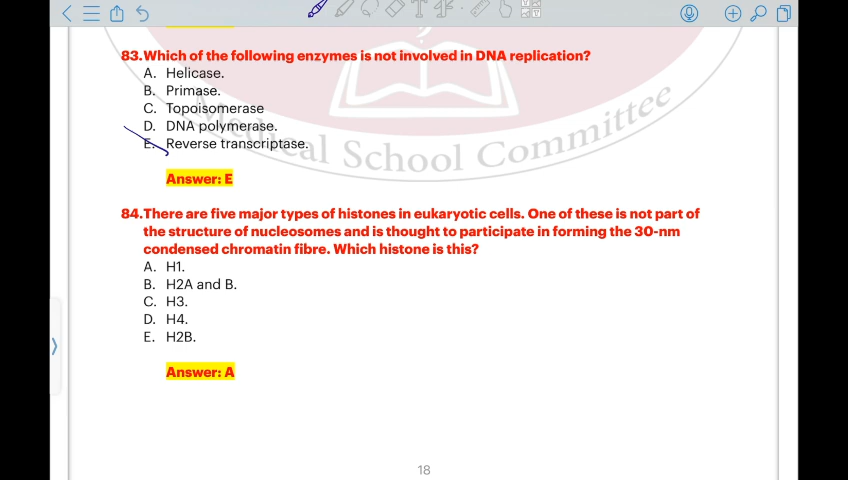 83.Which of the following enzymes is not involved in DNA replication?
A. Helicase.
B. Primase.
C. Topoisomerase
D. DNA polymerase.
E. Reverse transcriptase.
Medical School Committee
Answer: E
84.There are five major types of histones in eukaryotic cells. One of these is not part of
the structure of nucleosomes and is thought to participate in forming the 30-nm
condensed chromatin fibre. Which histone is this?
A. H1.
B. H2A and B.
C. H3.
D. H4.
E. H2B.
Answer: A
18